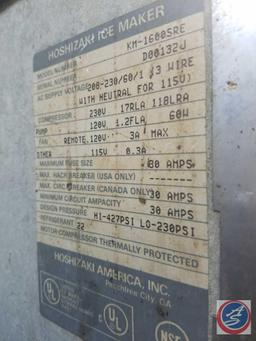 HOSHIZAKI ICE MAKER
MODEL NUMBER KM-1600SRE
SERIAL NUMBER D00132J
AC SUPPLY VOLTAGE 208-230/60/1 (3 WIRE
WITH NEUTRAL FOR 115V)
COMPRESSOR 230V 17RLA 118LRA
PUMP 120V 1.2FLA 60W
FAN REMOTE, 120V 3A MAX
OTHER 115V 0.3A
MAXIMUM FUSE SIZE 30 AMPS
MAX. HACR BREAKER (USA ONLY)
MAX. CIRC. BREAKER (CANADA ONLY) 30 AMPS
MINIMUM CIRCUIT AMPACITY 30 AMPS
DESIGN PRESSURE HI-427PSI LO-230PSI
REFRIGERANT 22
MOTOR-COMPRESSOR THERMALLY PROTECTED
HOSHIZAKI AMERICA, INC.
Peachtree City, GA
UL
UL
NSF